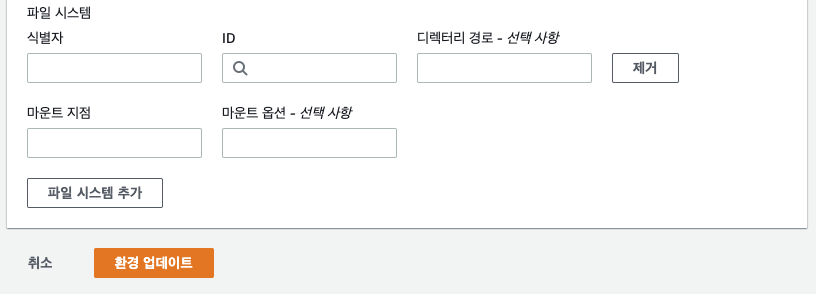 파일 시스템
식별자 ID 디렉터리 경로 - 선택 사항
제거
마운트 지점 마운트 옵션 - 선택 사항
파일 시스템 추가
취소 환경 업데이트